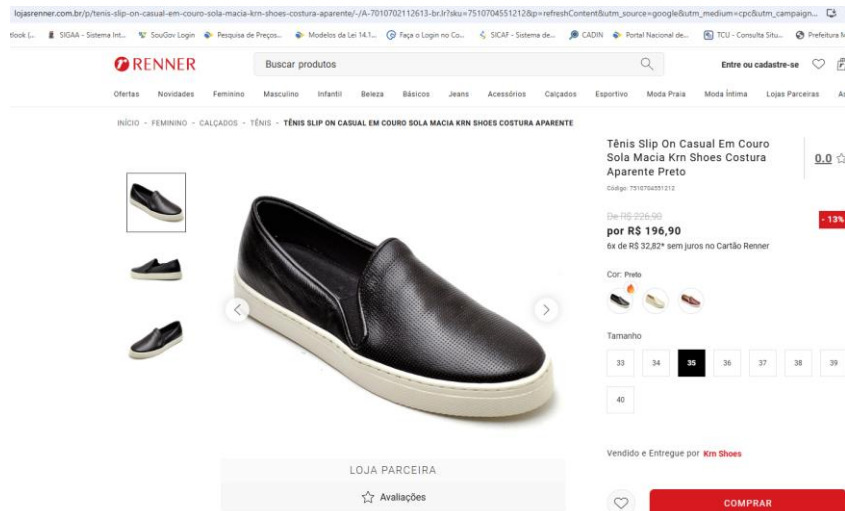 lojasrenner.com.br/p/tenis-slip-on-casual-em-couro-sola-macia-krn-shoes-costura-aparente/-/A-7010702112613-br.lr?sku=7510704551212&p=refreshContent&utm_source=google&utm_medium=cpc&utm_campaign...
tlook (... SIGAA - Sistema Int... SouGov Login Pesquisa de Preços... Modelos da Lei 14.1... Faça o Login no Co... SICAF - Sistema de... CADIN Portal Nacional de... TCU - Consulta Situ... Prefeitura M
RENNER Buscar produtos Entre ou cadastre-se
Ofertas Novidades Feminino Masculino Infantil Beleza Básicos Jeans Acessórios Calçados Esportivo Moda Praia Moda Íntima Lojas Parceiras
INÍCIO - FEMININO - CALÇADOS - TÊNIS - TÊNIS SLIP ON CASUAL EM COURO SOLA MACIA KRN SHOES COSTURA APARENTE
Tênis Slip On Casual Em Couro
Sola Macia Krn Shoes Costura
Aparente Preto
0.0
Código: 7510704551212
De R$ 226,90
por R$ 196,90
- 13%
6x de R$ 32,82* sem juros no Cartão Renner
Cor: Preto
Tamanho
33 34 35 36 37 38 39
40
Vendido e Entregue por Krn Shoes
LOJA PARCEIRA
Avaliações
COMPRAR